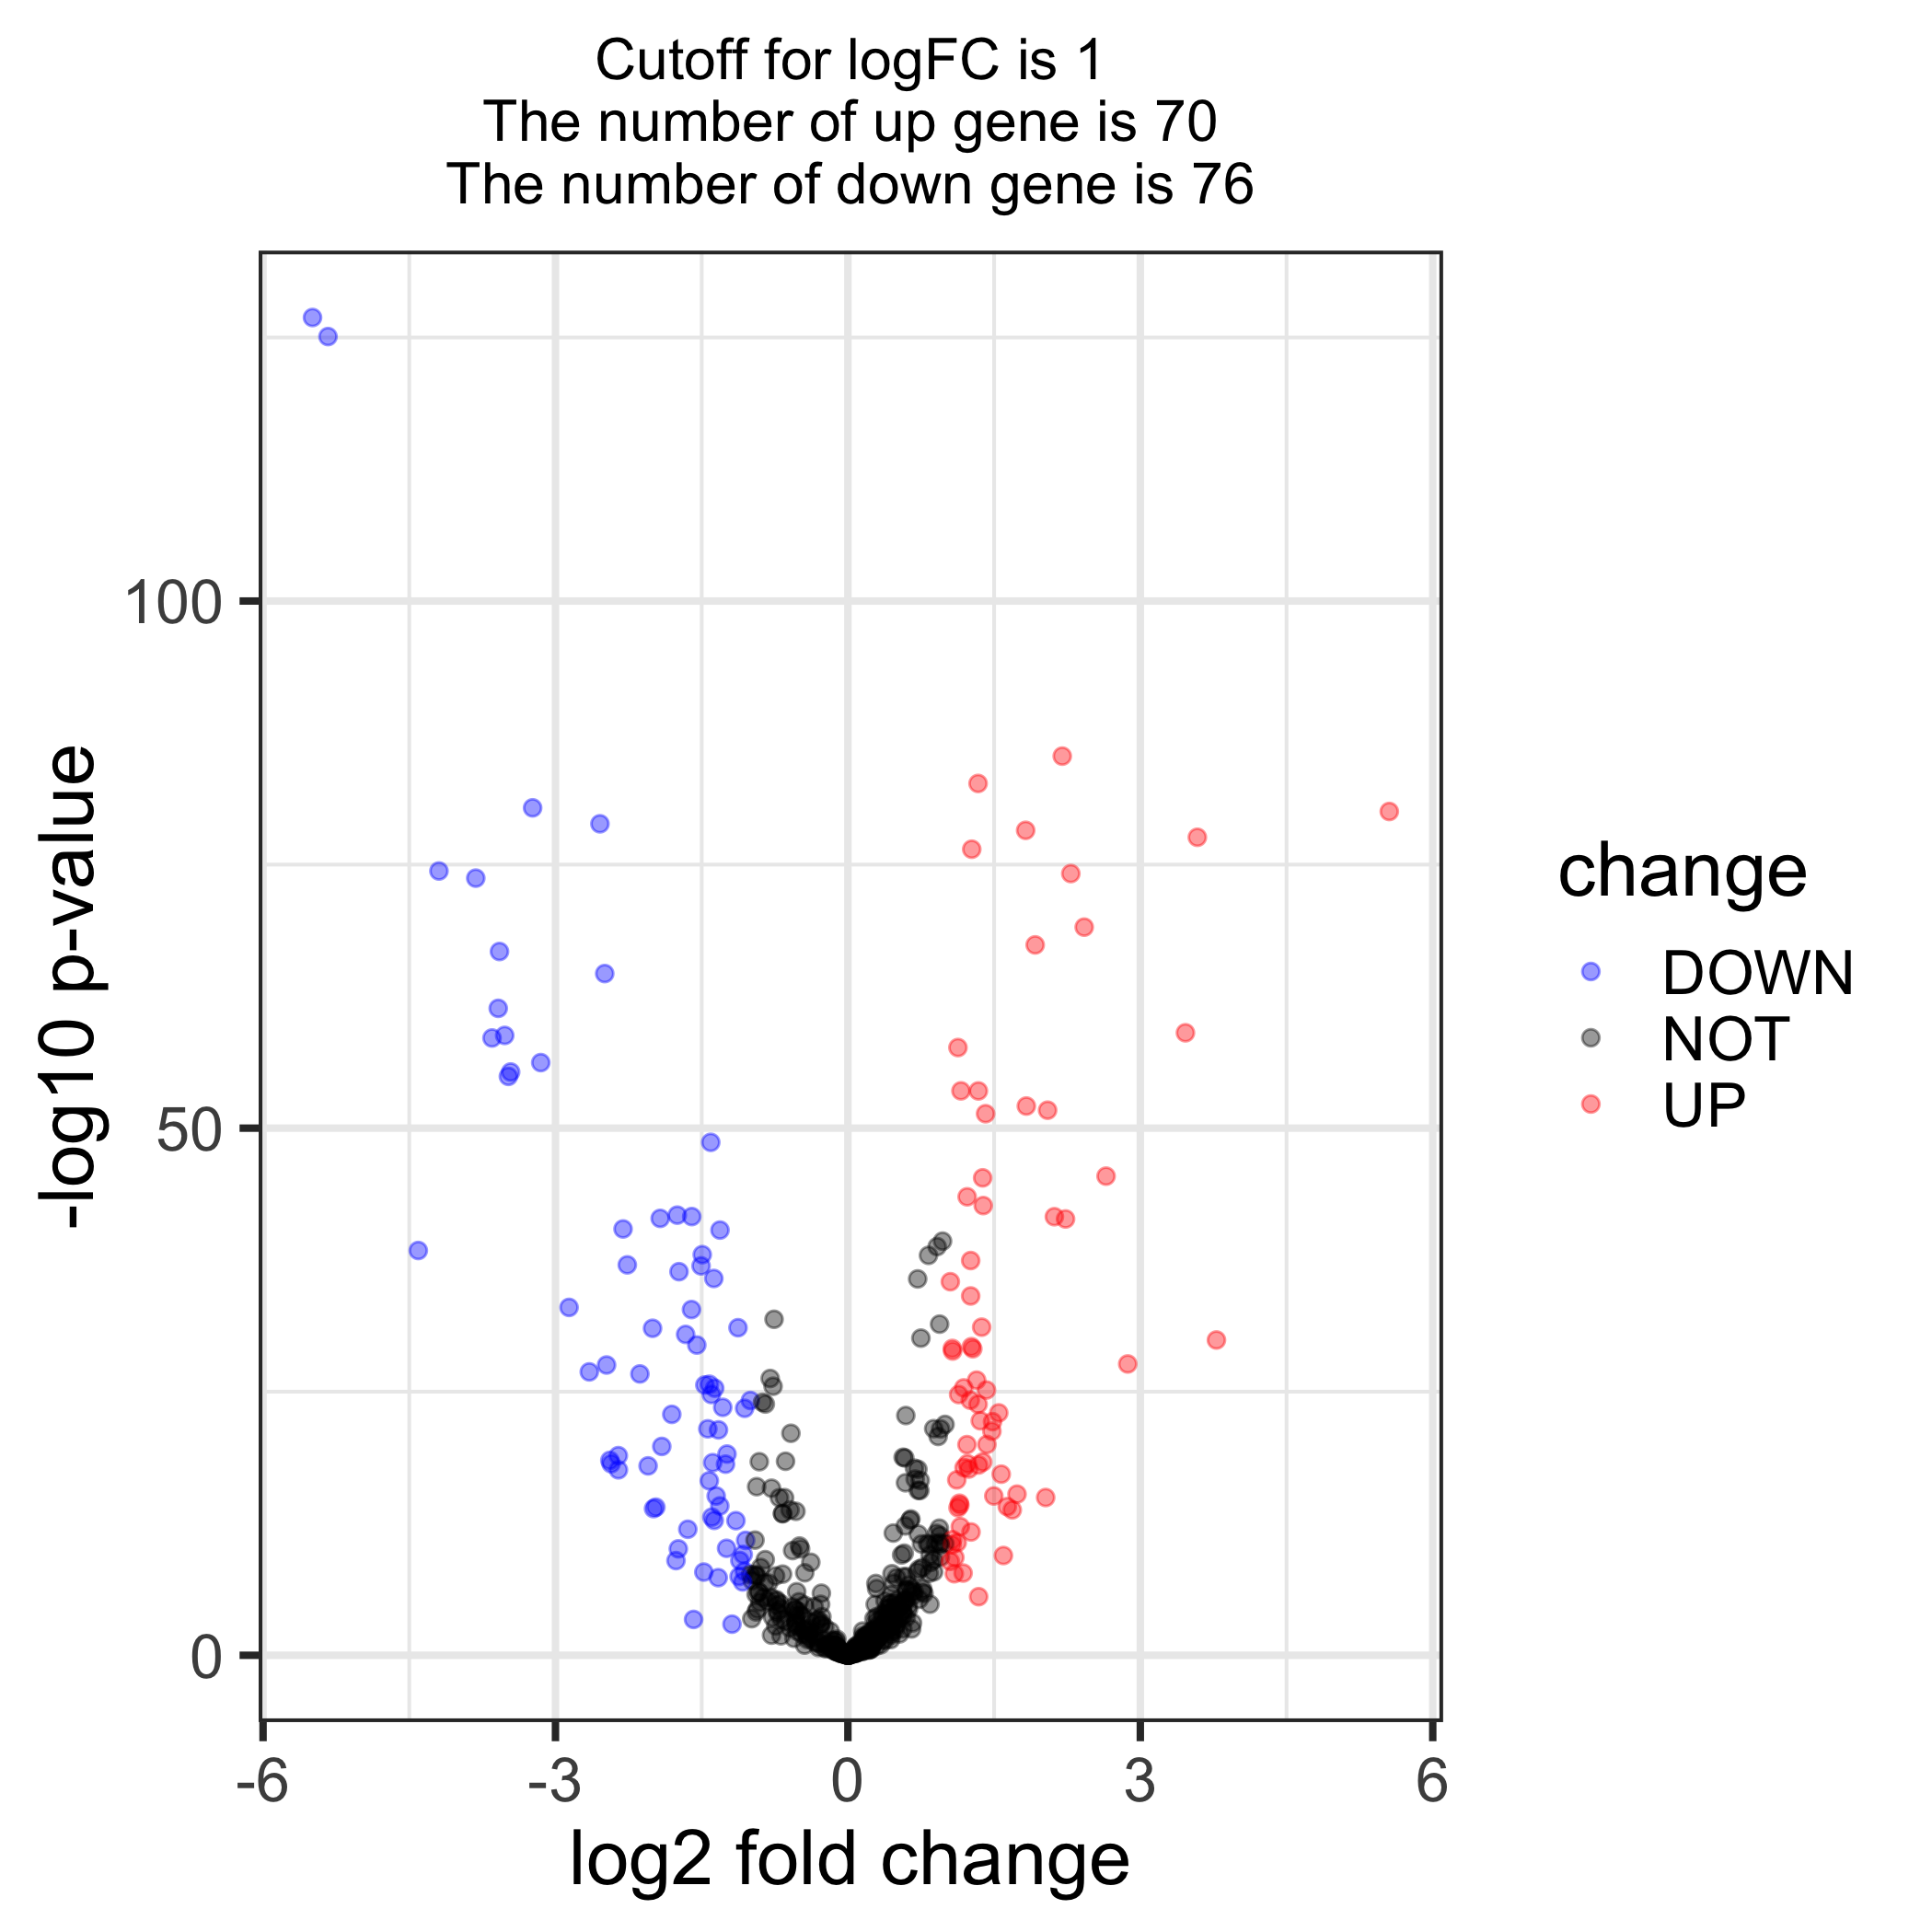 Cutoff for logFC is 1
The number of up gene is 70
The number of down gene is 76
-log10 p-value
100
50
0
-6
-3
0
3
6
log2 fold change
change
DOWN
NOT
UP